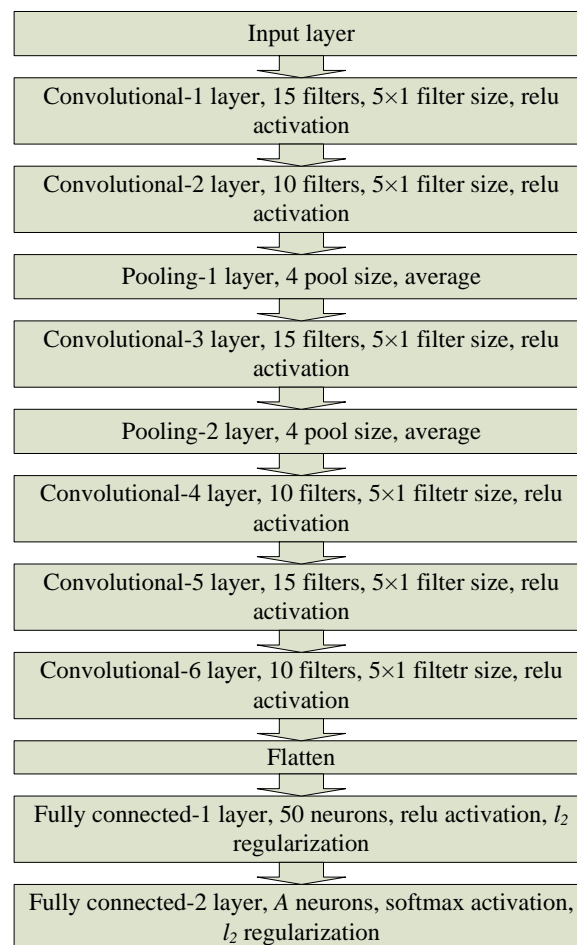 Input layer
Convolutional-1 layer, 15 filters, 5×1 filter size, relu
activation
Convolutional-2 layer, 10 filters, 5×1 filter size, relu
activation
Pooling-1 layer, 4 pool size, average
Convolutional-3 layer, 15 filters, 5×1 filter size, relu
activation
Pooling-2 layer, 4 pool size, average
Convolutional-4 layer, 10 filters, 5×1 filtetr size, relu
activation
Convolutional-5 layer, 15 filters, 5×1 filter size, relu
activation
Convolutional-6 layer, 10 filters, 5×1 filtetr size, relu
activation
Flatten
Fully connected-1 layer, 50 neurons, relu activation, l₂
regularization
Fully connected-2 layer, A neurons, softmax activation,
l₂ regularization